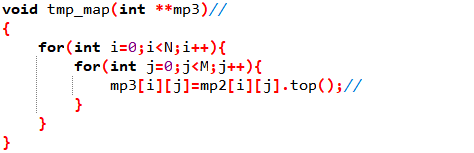 void tmp_map(int **mp3)//
{
    for(int i=0;i<N;i++){
        for(int j=0;j<M;j++){
            mp3[i][j]=mp2[i][j].top();//
        }
    }
}